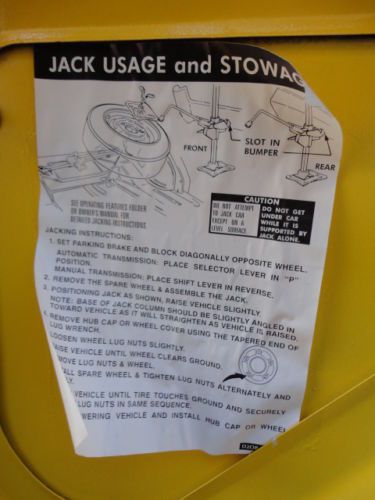 JACK USAGE and STOWAG
FRONT
SLOT IN
BUMPER
REAR
SEE OPERATING FEATURES FOLDER
OR OWNER'S MANUAL FOR
DETAILED JACKING INSTRUCTIONS
CAUTION
DO NOT ATTEMPT
TO JACK CAR
EXCEPT ON A
LEVEL SURFACE.
DO NOT GET
UNDER CAR
WHILE IT IS
SUPPORTED BY
JACK ALONE.
JACKING INSTRUCTIONS:
1. SET PARKING BRAKE AND BLOCK DIAGONALLY OPPOSITE WHEEL.
AUTOMATIC TRANSMISSION: PLACE SELECTOR LEVER IN "P"
POSITION.
MANUAL TRANSMISSION: PLACE SHIFT LEVER IN REVERSE.
2. REMOVE THE SPARE WHEEL & ASSEMBLE THE JACK.
3. POSITIONING JACK AS SHOWN, RAISE VEHICLE SLIGHTLY.
NOTE: BASE OF JACK COLUMN SHOULD BE SLIGHTLY ANGLED IN
TOWARD VEHICLE AS IT WILL STRAIGHTEN AS VEHICLE IS RAISED.
4. REMOVE HUB CAP OR WHEEL COVER USING THE TAPERED END OF
LUG WRENCH.
LOOSEN WHEEL LUG NUTS SLIGHTLY.
RAISE VEHICLE UNTIL WHEEL CLEARS GROUND.
MOVE LUG NUTS & WHEEL.
TALL SPARE WHEEL & TIGHTEN LUG NUTS ALTERNATELY AND
LY.
VEHICLE UNTIL TIRE TOUCHES GROUND AND SECURELY
LUG NUTS IN SAME SEQUENCE.
WERING VEHICLE AND INSTALL HUB CAP OR WHEEL